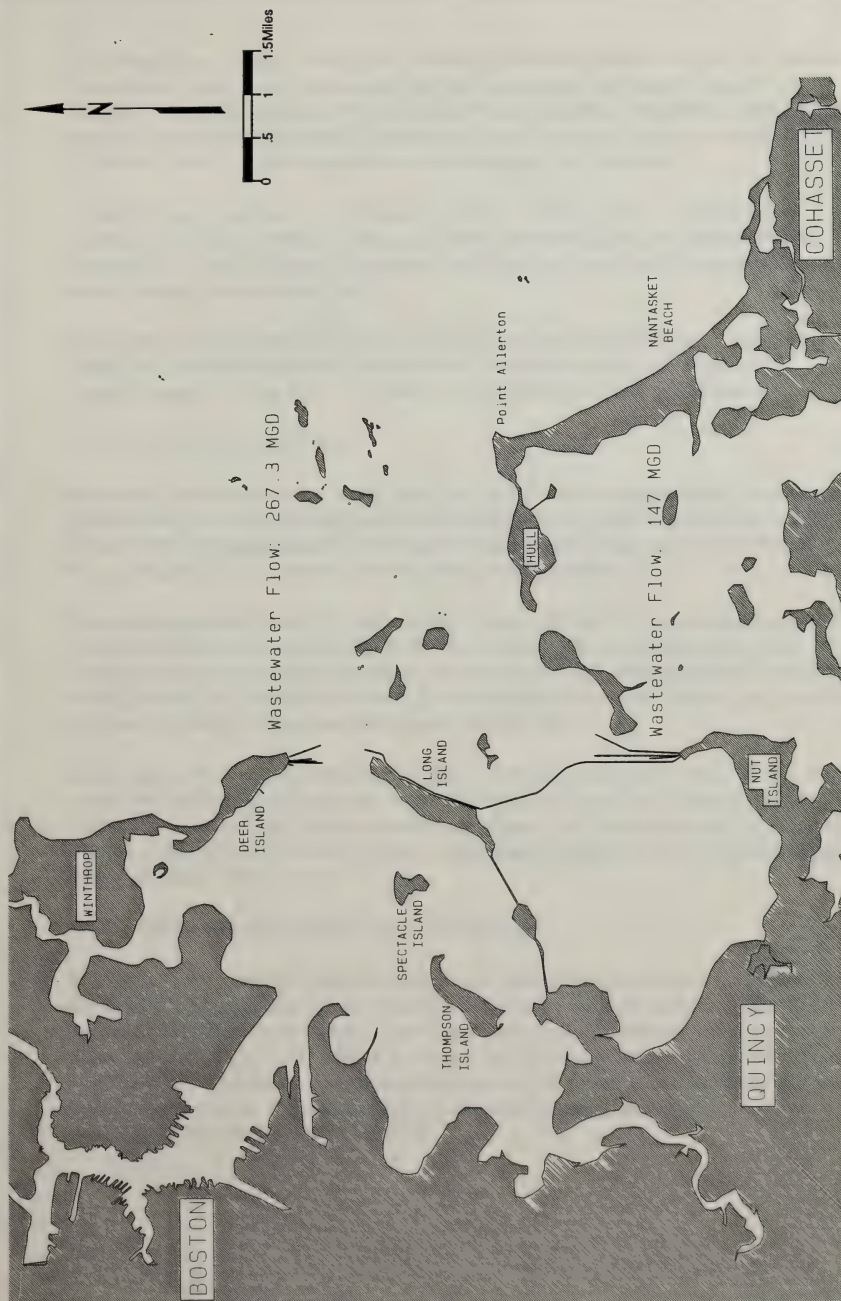 N
0 .5 1 1.5Miles
Wastewater Flow: 267.3 MGD
WINTHROP
DEER
ISLAND
BOSTON
SPECTACLE
ISLAND
THOMPSON
ISLAND
LONG
ISLAND
Point Allerton
HULL
NANTASKET
BEACH
Wastewater Flow. 147 MGD
NUT
ISLAND
QUINCY
COHASSET